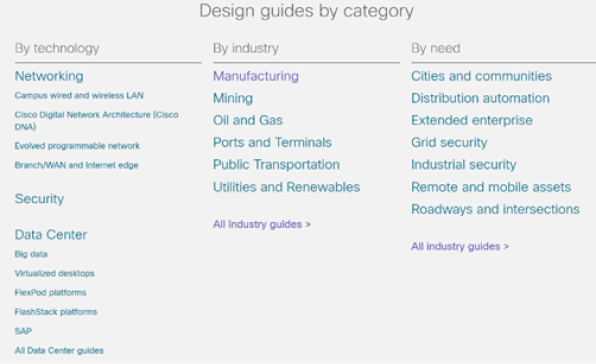 Design guides by category
By technology
Networking
Campus wired and wireless LAN
Cisco Digital Network Architecture (Cisco
DNA)
Evolved programmable network
Branch/WAN and Internet edge
Security
Data Center
Big data
Virtualized desktops
FlexPod platforms
FlashStack platforms
SAP
All Data Center guides
By industry
Manufacturing
Mining
Oil and Gas
Ports and Terminals
Public Transportation
Utilities and Renewables
All industry guides >
By need
Cities and communities
Distribution automation
Extended enterprise
Grid security
Industrial security
Remote and mobile assets
Roadways and intersections
All industry guides >